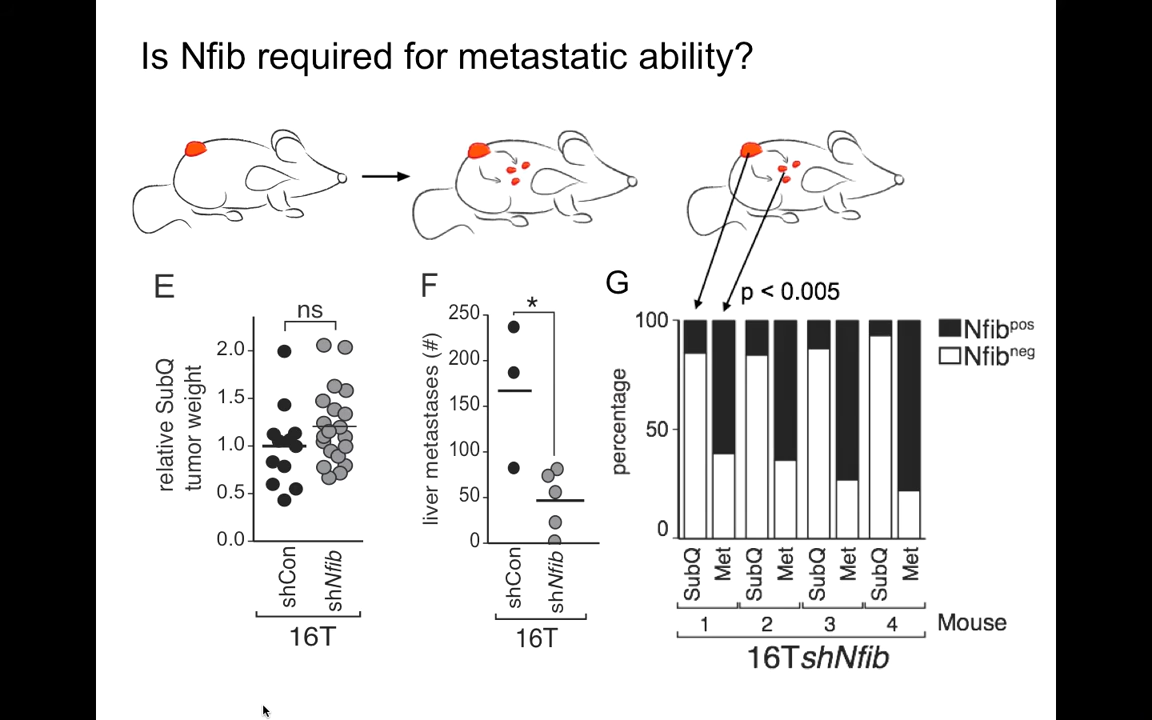 Is Nfib required for metastatic ability?
E
ns
relative SubQ
tumor weight
2.0
1.5
1.0
0.5
0.0
shCon
shNfib
16T
F
*
liver metastases (#)
250
200
150
100
50
0
shCon
shNfib
16T
G
p < 0.005
percentage
100
50
0
Nfibpos
Nfibneg
SubQ Met SubQ Met SubQ Met SubQ Met
1 2 3 4 Mouse
16TshNfib